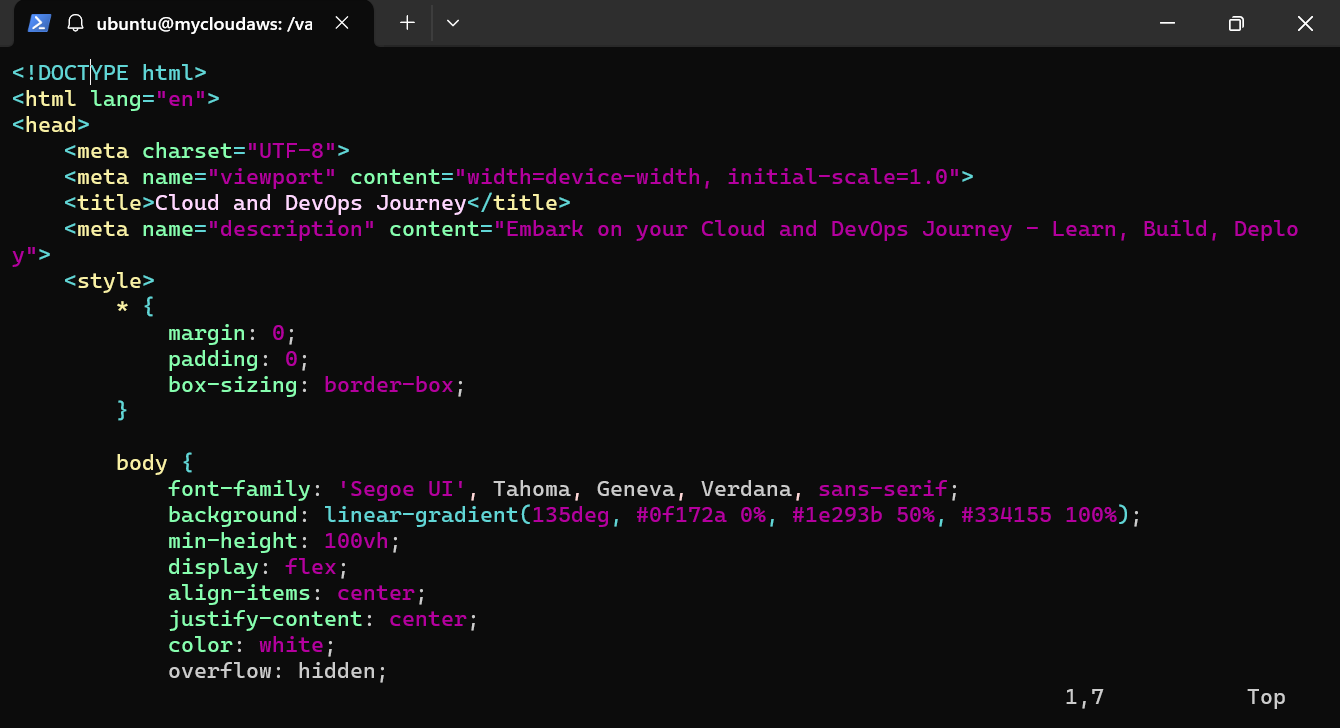 ubuntu@mycloudaws: /va
<!DOCTYPE html>
<html lang="en">
<head>
    <meta charset="UTF-8">
    <meta name="viewport" content="width=device-width, initial-scale=1.0">
    <title>Cloud and DevOps Journey</title>
    <meta name="description" content="Embark on your Cloud and DevOps Journey - Learn, Build, Deplo
y">
    <style>
        * {
            margin: 0;
            padding: 0;
            box-sizing: border-box;
        }

        body {
            font-family: 'Segoe UI', Tahoma, Geneva, Verdana, sans-serif;
            background: linear-gradient(135deg, #0f172a 0%, #1e293b 50%, #334155 100%);
            min-height: 100vh;
            display: flex;
            align-items: center;
            justify-content: center;
            color: white;
            overflow: hidden;
1,7 Top